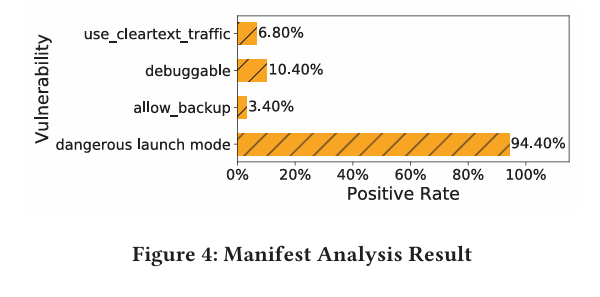 Vulnerability
use_cleartext_traffic 6.80%
debuggable 10.40%
allow_backup 3.40%
dangerous launch mode 94.40%
0% 20% 40% 60% 80% 100%
Positive Rate
Figure 4: Manifest Analysis Result